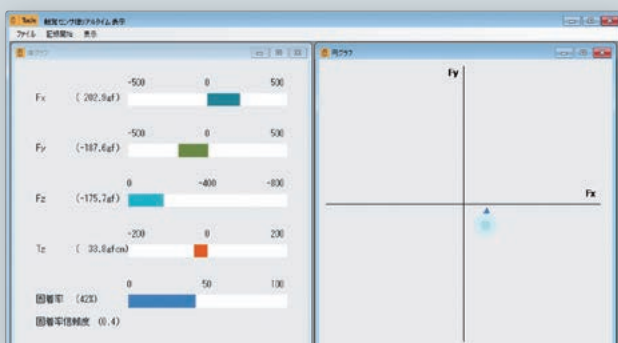 触覚センサ値リアルタイム表示
ファイル 記録開始 表示
棒グラフ
円グラフ
-500 0 500
Fx ( 202.9gf)
-500 0 500
Fy (-187.6gf)
0 -400 -800
Fz (-175.7gf)
-200 0 200
Tz ( 33.8gfcm)
0 50 100
固着率 (42%)
固着率信頼度 (0.4)
Fy
Fx